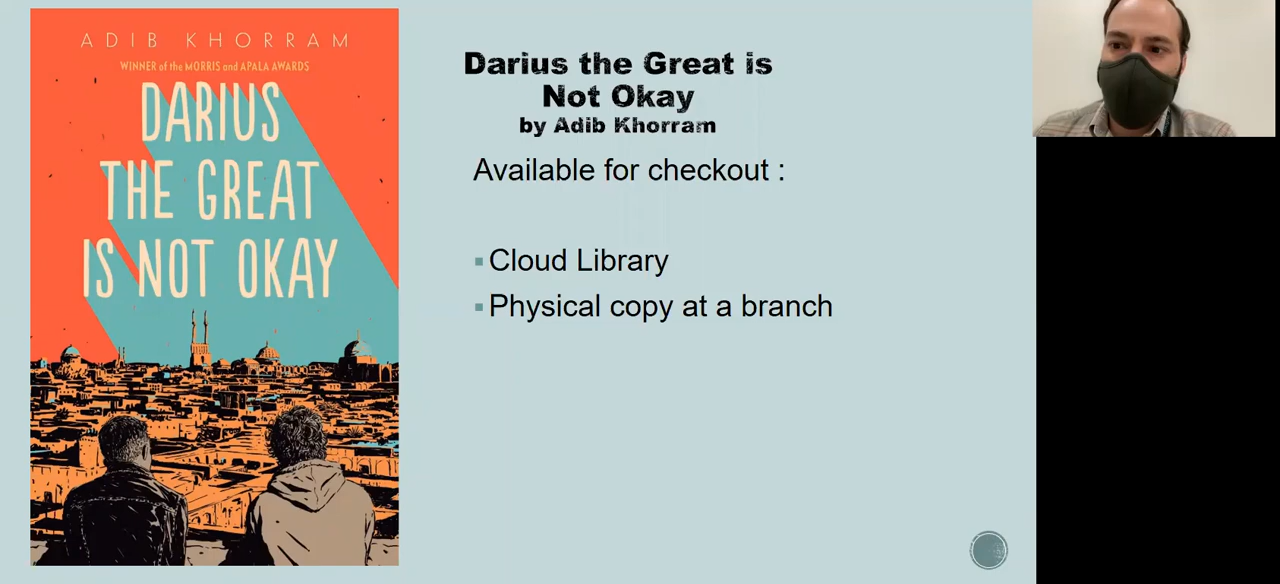 ADIB KHORRAM
WINNER of the MORRIS and APALA AWARDS
DARIUS
THE GREAT
IS NOT OKAY
Darius the Great is
Not Okay
by Adib Khorram
Available for checkout :
▪ Cloud Library
▪ Physical copy at a branch